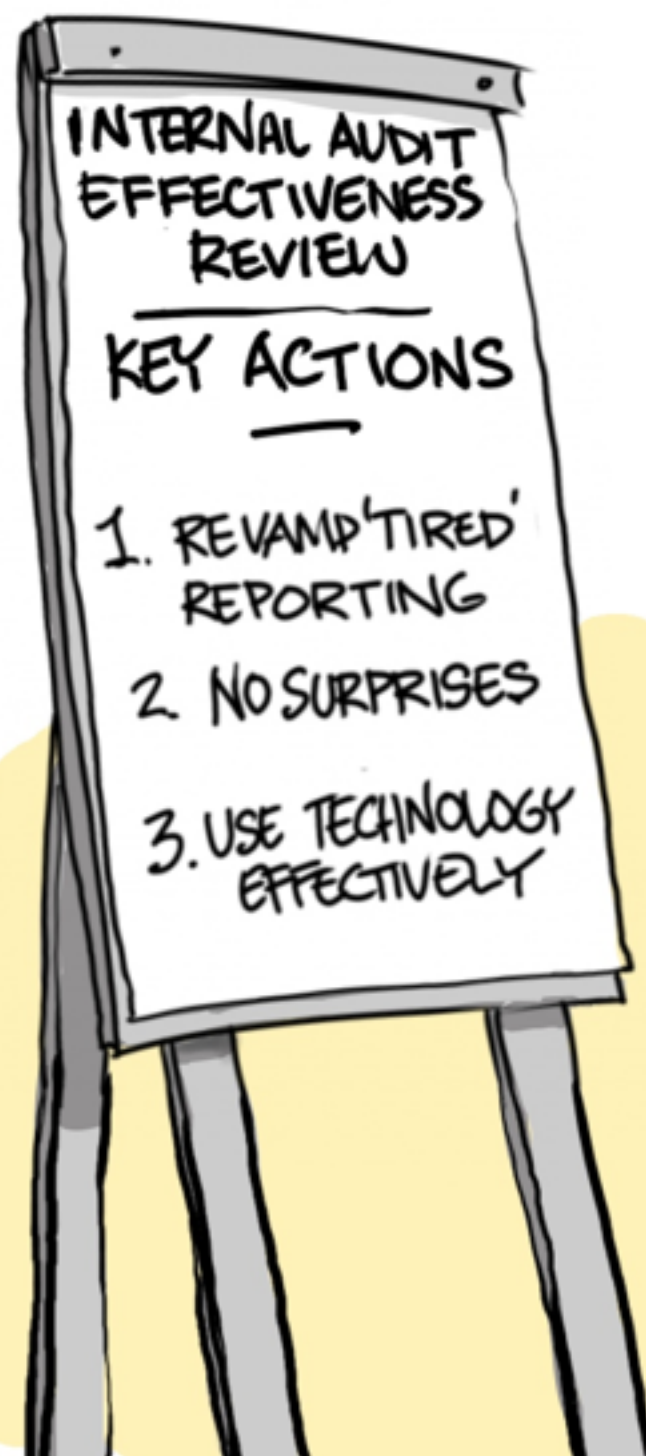 INTERNAL AUDIT
EFFECTIVENESS
REVIEW
KEY ACTIONS
1. REVAMP 'TIRED'
REPORTING
2. NO SURPRISES
3. USE TECHNOLOGY
EFFECTIVELY